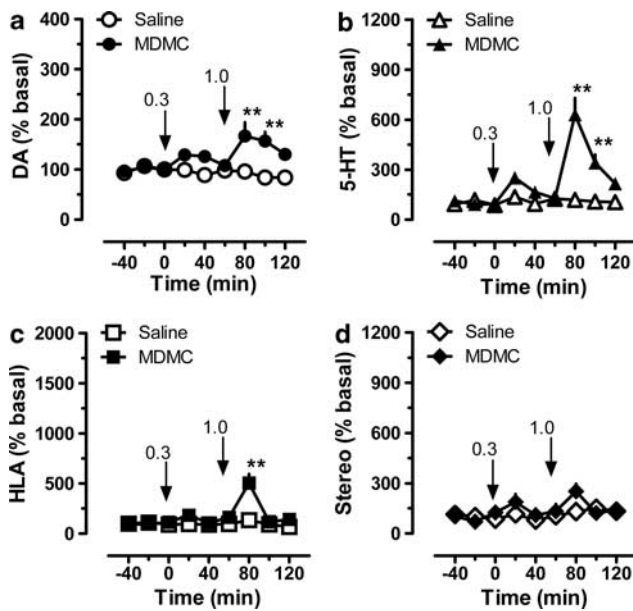 a
Saline
MDMC
DA (% basal)
400
300
200
100
0
0.3
1.0
**
**
-40 0 40 80 120
Time (min)
b
Saline
MDMC
5-HT (% basal)
1200
900
600
300
0
0.3
1.0
**
**
-40 0 40 80 120
Time (min)
c
Saline
MDMC
HLA (% basal)
2000
1500
1000
500
0
0.3
1.0
**
-40 0 40 80 120
Time (min)
d
Saline
MDMC
Stereo (% basal)
1200
900
600
300
0
0.3
1.0
-40 0 40 80 120
Time (min)